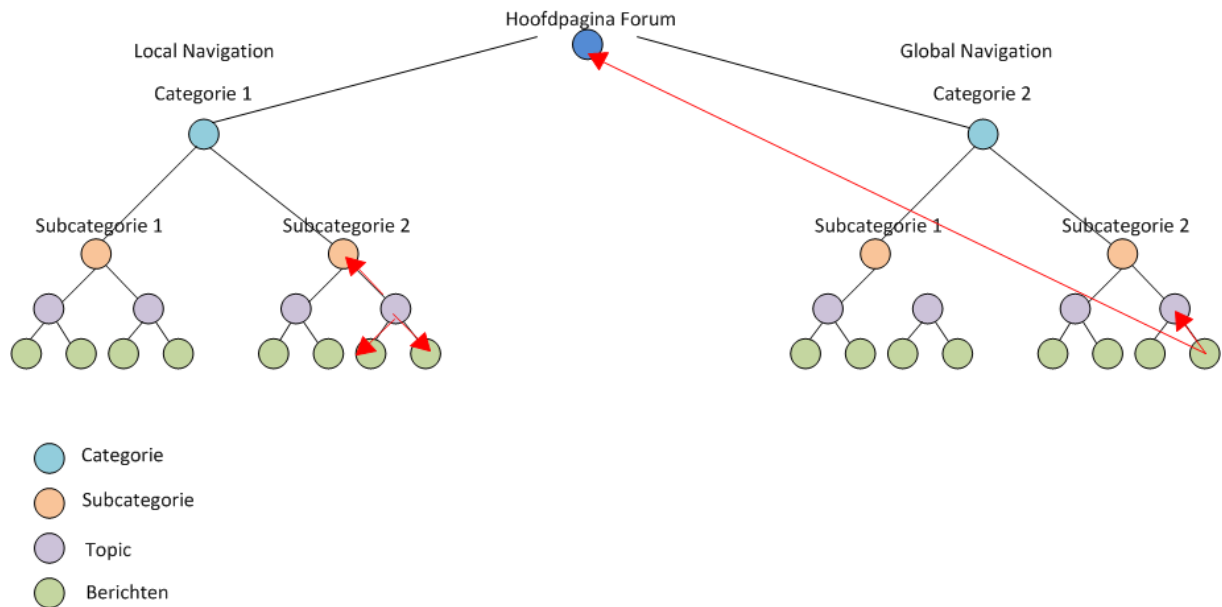 Hoofdpagina Forum
Local Navigation
Global Navigation
Categorie 1
Categorie 2
Subcategorie 1
Subcategorie 2
Subcategorie 1
Subcategorie 2
Categorie
Subcategorie
Topic
Berichten